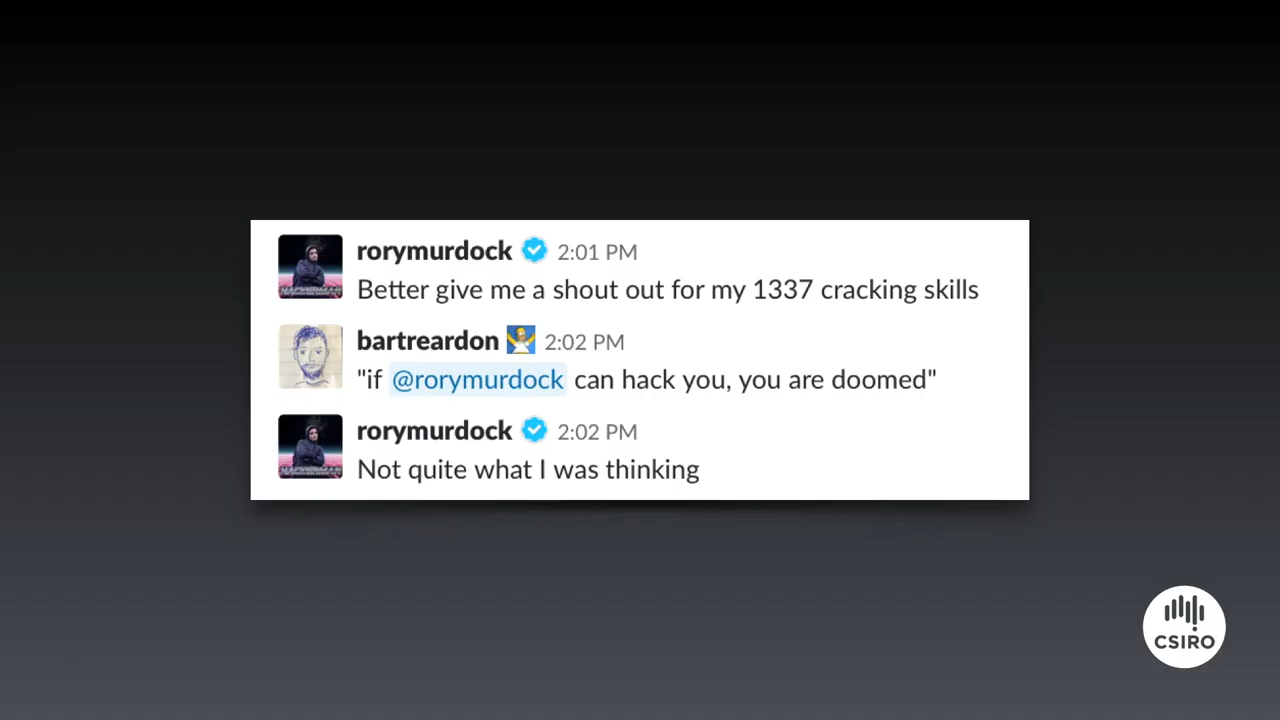 rorymurdock 2:01 PM
Better give me a shout out for my 1337 cracking skills
bartreardon 2:02 PM
"if @rorymurdock can hack you, you are doomed"
rorymurdock 2:02 PM
Not quite what I was thinking
CSIRO